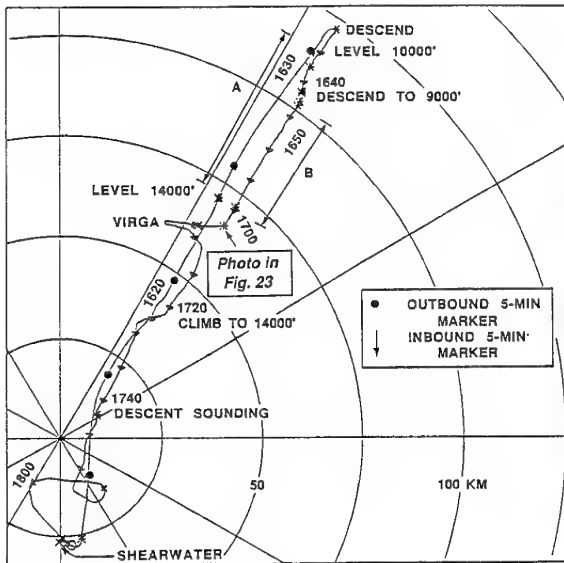 DESCEND
LEVEL 10000'
1630
1640
DESCEND TO 9000'
A
1650
B
LEVEL 14000'
VIRGA
1700
Photo in
Fig. 23
1620
1720
CLIMB TO 14000'
OUTBOUND 5-MIN
MARKER
INBOUND 5-MIN
MARKER
1740
DESCENT SOUNDING
1800
50
100 KM
SHEARWATER